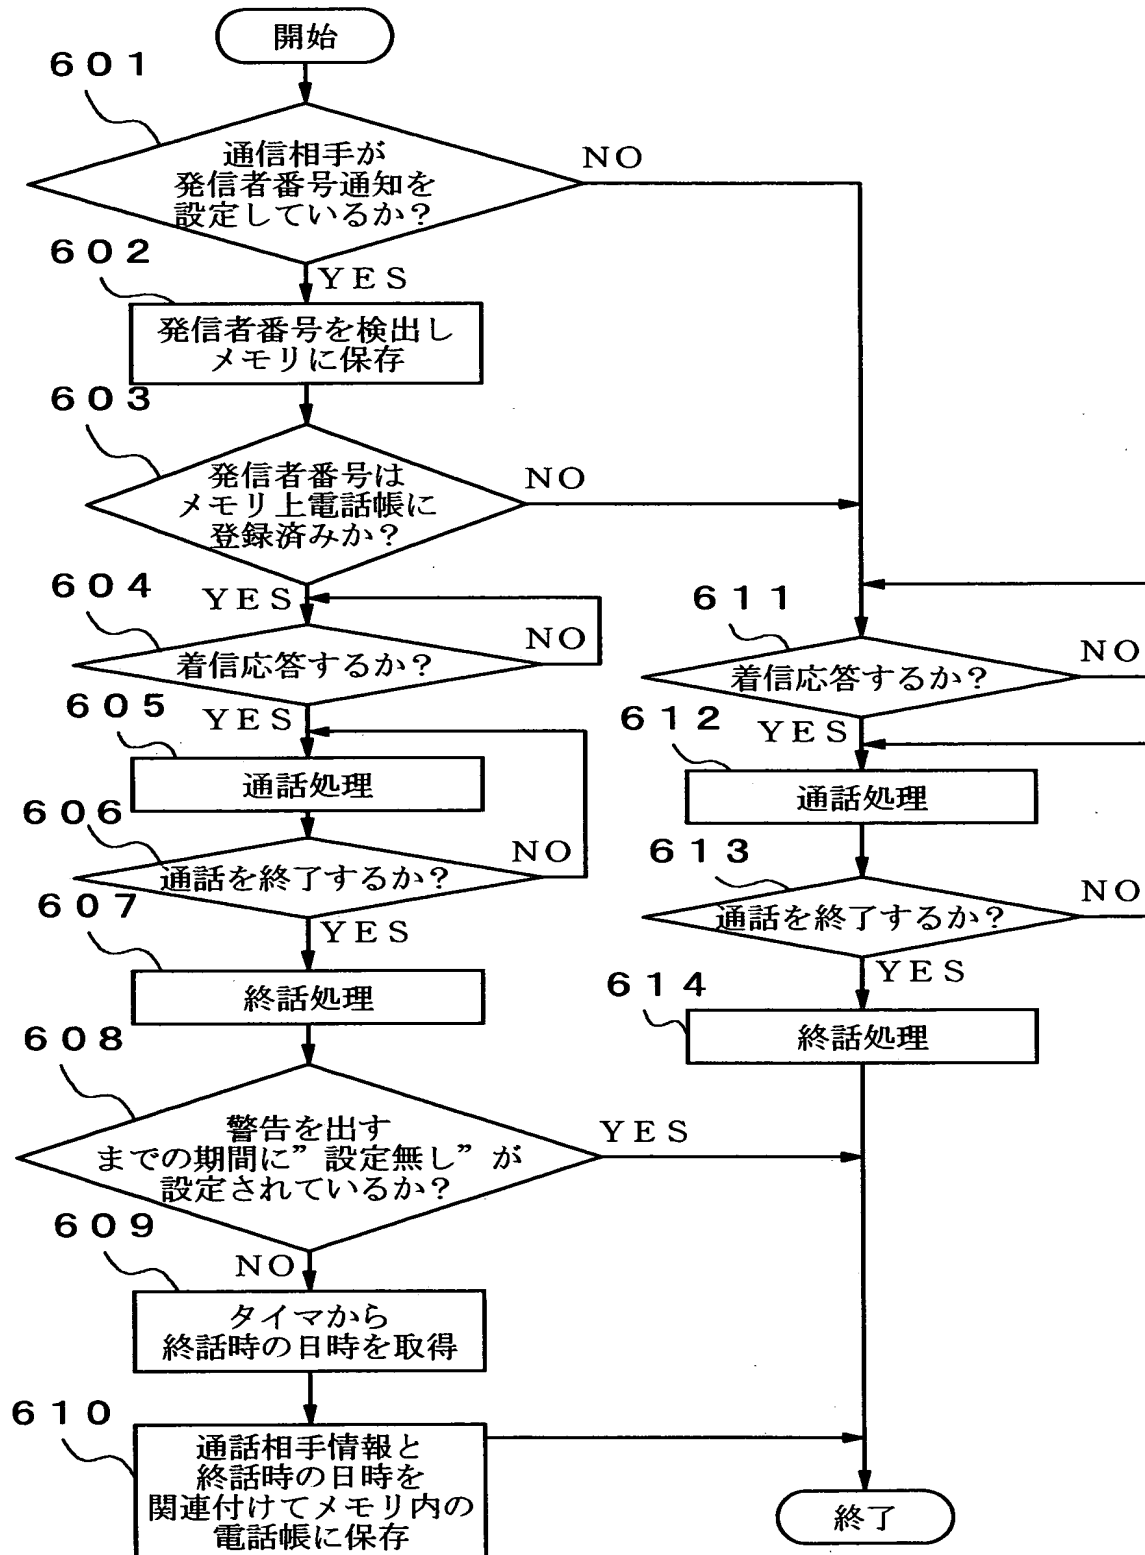 開始
601
通信相手が
発信者番号通知を
設定しているか?
NO
602
YES
発信者番号を検出し
メモリに保存
603
発信者番号は
メモリ上電話帳に
登録済みか?
NO
604
YES
着信応答するか?
NO
605
YES
通話処理
606
通話を終了するか?
NO
607
YES
終話処理
608
警告を出す
までの期間に”設定無し”が
設定されているか?
YES
609
NO
タイマから
終話時の日時を取得
610
通話相手情報と
終話時の日時を
関連付けてメモリ内の
電話帳に保存
611
着信応答するか?
NO
612
YES
通話処理
613
通話を終了するか?
NO
YES
614
終話処理
終了